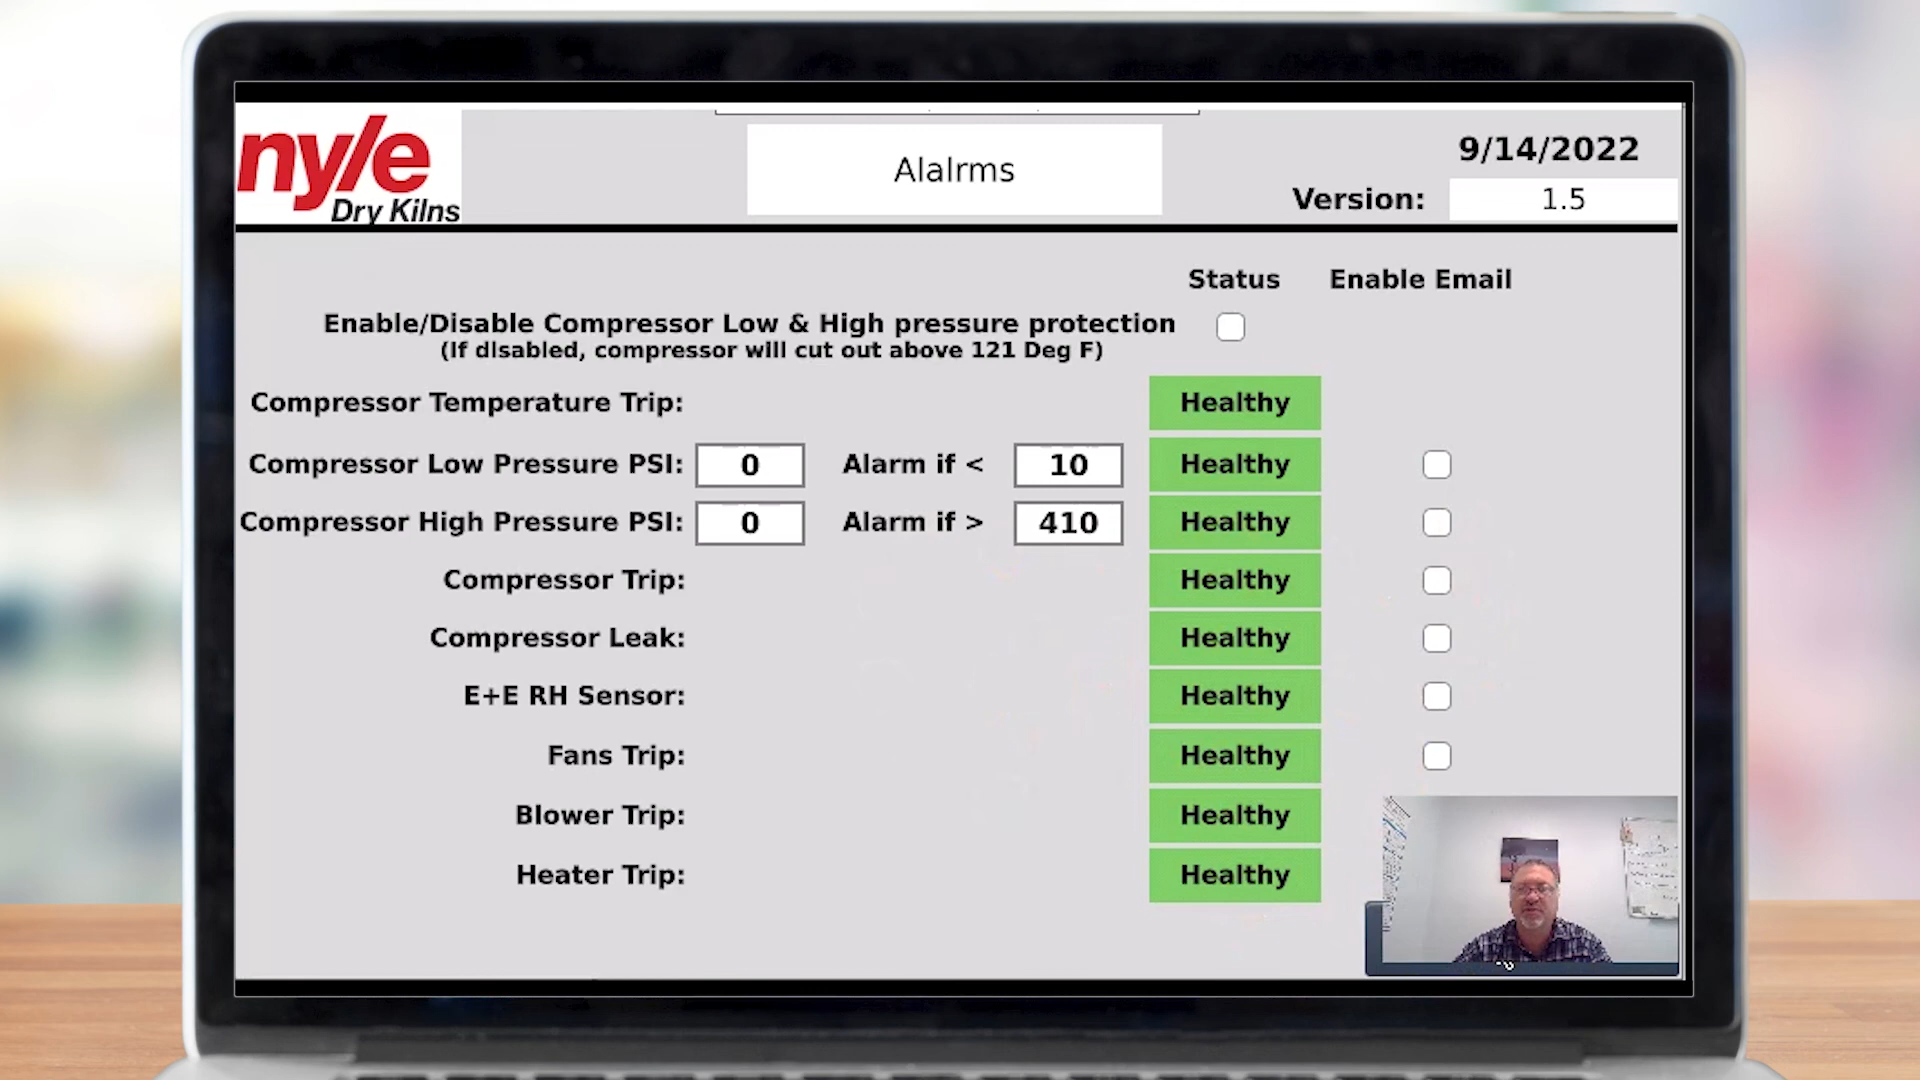 nyle
Dry Kilns
Alalrms
9/14/2022
Version: 1.5
Status Enable Email
Enable/Disable Compressor Low & High pressure protection
(If disabled, compressor will cut out above 121 Deg F)
Compressor Temperature Trip: Healthy
Compressor Low Pressure PSI: 0 Alarm if < 10 Healthy
Compressor High Pressure PSI: 0 Alarm if > 410 Healthy
Compressor Trip: Healthy
Compressor Leak: Healthy
E+E RH Sensor: Healthy
Fans Trip: Healthy
Blower Trip: Healthy
Heater Trip: Healthy